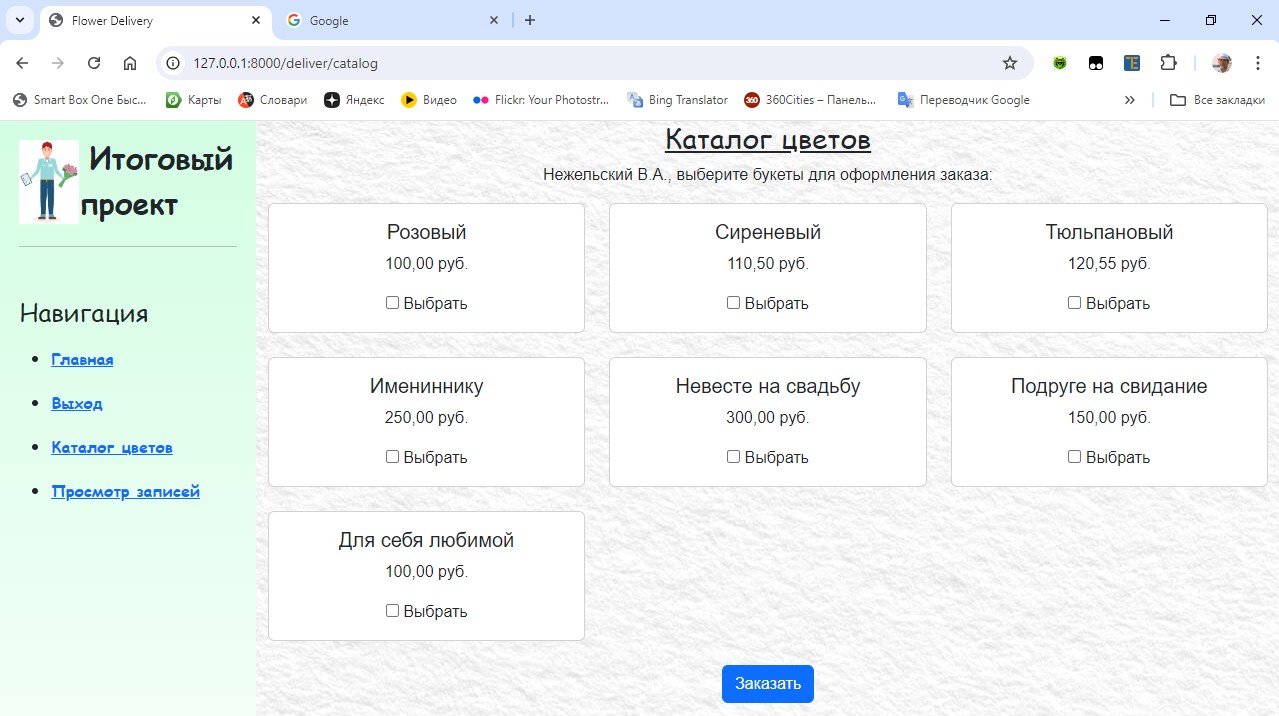 Flower Delivery
Google
127.0.0.1:8000/deliver/catalog
Smart Box One Быс...
Карты
Словари
Яндекс
Видео
Flickr: Your Photostr...
Bing Translator
360Cities – Панель...
Переводчик Google
Все закладки
Итоговый
проект
Навигация
Главная
Выход
Каталог цветов
Просмотр записей
Каталог цветов
Нежельский В.А., выберите букеты для оформления заказа:
Розовый
100,00 руб.
Выбрать
Сиреневый
110,50 руб.
Выбрать
Тюльпановый
120,55 руб.
Выбрать
Имениннику
250,00 руб.
Выбрать
Невесте на свадьбу
300,00 руб.
Выбрать
Подруге на свидание
150,00 руб.
Выбрать
Для себя любимой
100,00 руб.
Выбрать
Заказать